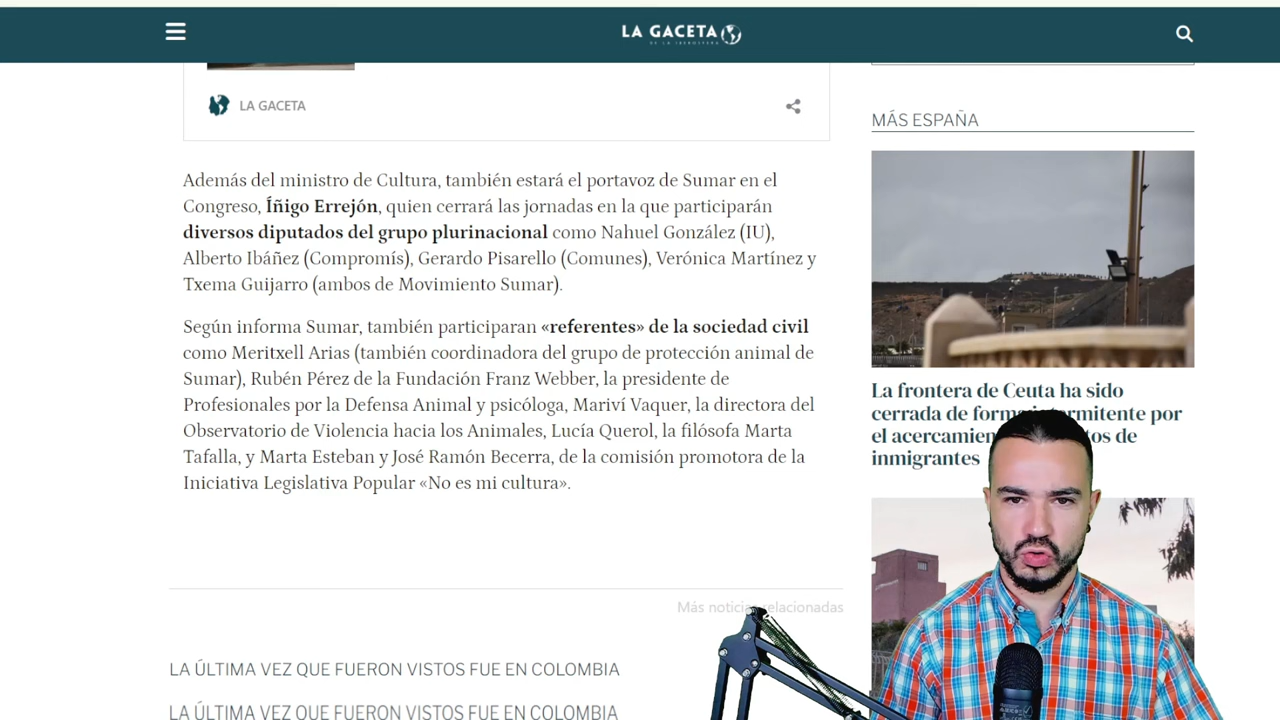 LA GACETA
LA GACETA
Además del ministro de Cultura, también estará el portavoz de Sumar en el
Congreso, Íñigo Errejón, quien cerrará las jornadas en la que participarán
diversos diputados del grupo plurinacional como Nahuel González (IU),
Alberto Ibáñez (Compromís), Gerardo Pisarello (Comunes), Verónica Martínez y
Txema Guijarro (ambos de Movimiento Sumar).
Según informa Sumar, también participaran «referentes» de la sociedad civil
como Meritxell Arias (también coordinadora del grupo de protección animal de
Sumar), Rubén Pérez de la Fundación Franz Webber, la presidente de
Profesionales por la Defensa Animal y psicóloga, Mariví Vaquer, la directora del
Observatorio de Violencia hacia los Animales, Lucía Querol, la filósofa Marta
Tafalla, y Marta Esteban y José Ramón Becerra, de la comisión promotora de la
Iniciativa Legislativa Popular «No es mi cultura».
Más noticias relacionadas
LA ÚLTIMA VEZ QUE FUERON VISTOS FUE EN COLOMBIA
LA ÚLTIMA VEZ QUE FUERON VISTOS FUE EN COLOMBIA
MÁS ESPAÑA
La frontera de Ceuta ha sido
cerrada de forma intermitente por
el de
inmigrantes